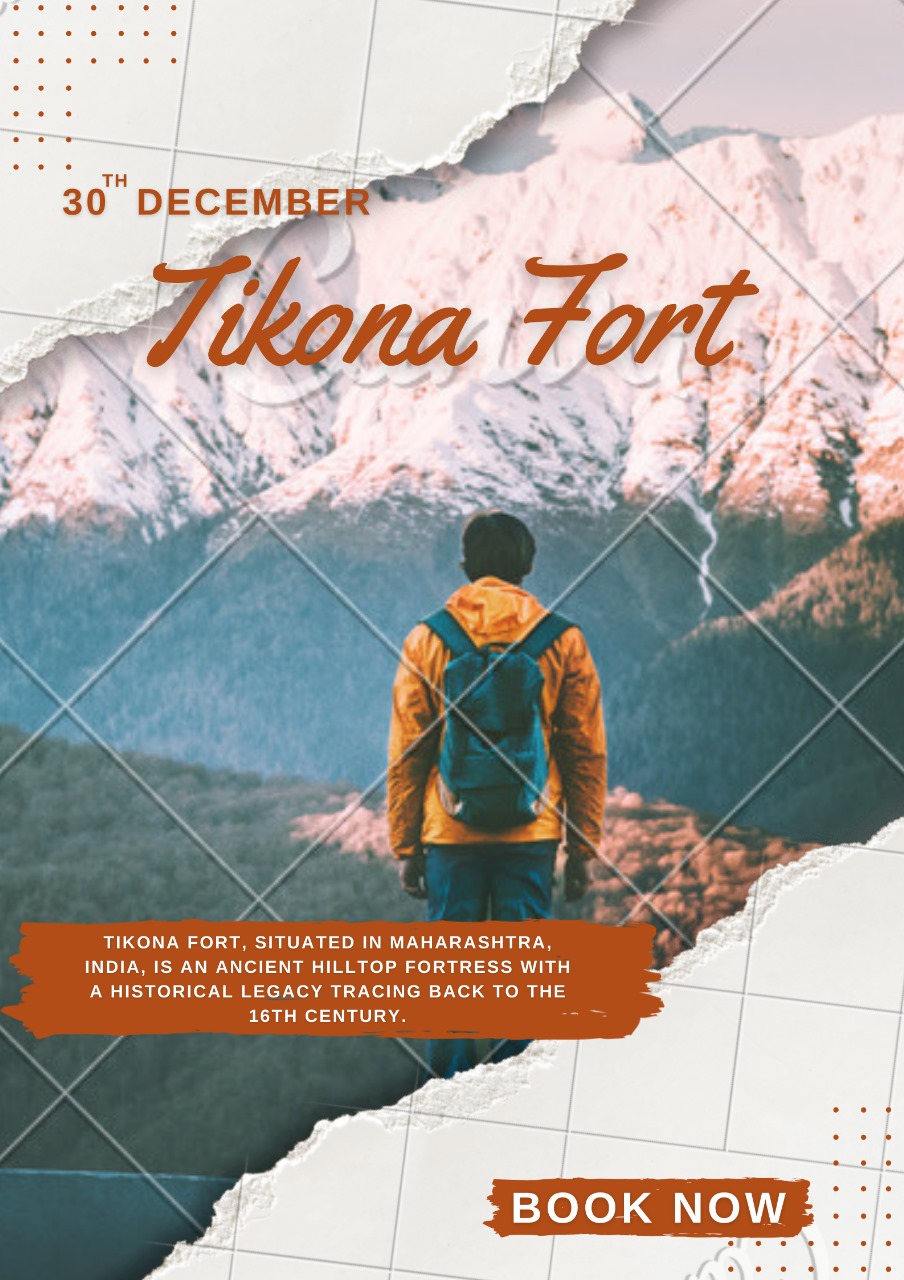 30TH DECEMBER
Tikona Fort
Canva
TIKONA FORT, SITUATED IN MAHARASHTRA,
INDIA, IS AN ANCIENT HILLTOP FORTRESS WITH
A HISTORICAL LEGACY TRACING BACK TO THE
16TH CENTURY.
BOOK NOW